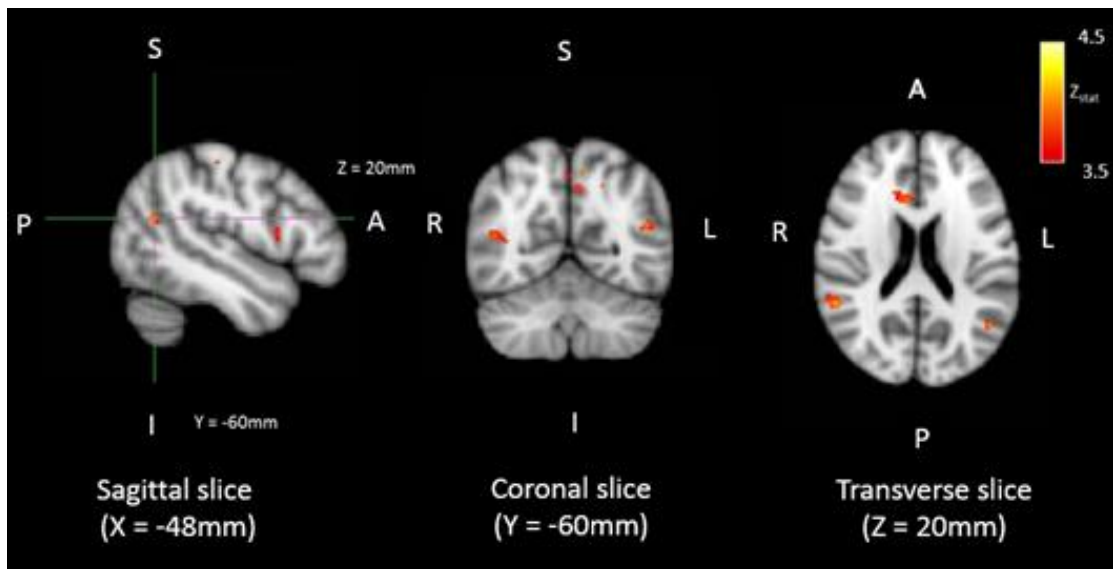 S
P
A
I
Z = 20mm
Y = -60mm
Sagittal slice
(X = -48mm)
S
R
L
I
Coronal slice
(Y = -60mm)
A
R
L
P
Transverse slice
(Z = 20mm)
4.5
Zstat
3.5